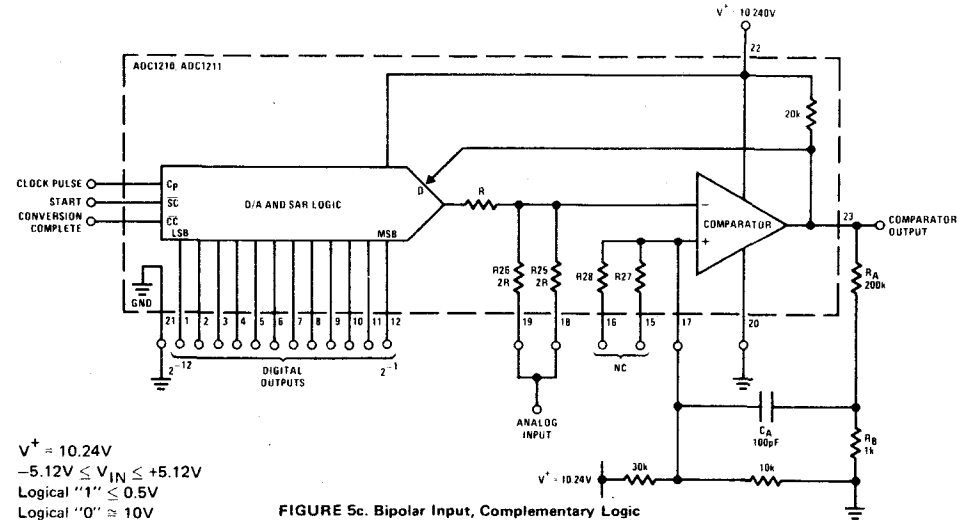 V⁺ = 10.240V
22
ADC1210, ADC1211
20k
CLOCK PULSE
START
CONVERSION
COMPLETE
Cp
S̅C̅
C̅C̅
D/A AND SAR LOGIC
D
LSB
MSB
R
−
+
COMPARATOR
23
COMPARATOR
OUTPUT
R26
2R
R25
2R
R28
R27
RA
200k
GND
21 1 2 3 4 5 6 7 8 9 10 11 12
19 18 16 15 17 20
2⁻¹²
DIGITAL
OUTPUTS
2⁻¹
NC
ANALOG
INPUT
CA
100pF
RB
1k
V⁺ = 10.24V
30k
10k
V⁺ = 10.24V
−5.12V ≤ VIN ≤ +5.12V
Logical "1" ≤ 0.5V
Logical "0" ≅ 10V
FIGURE 5c. Bipolar Input, Complementary Logic